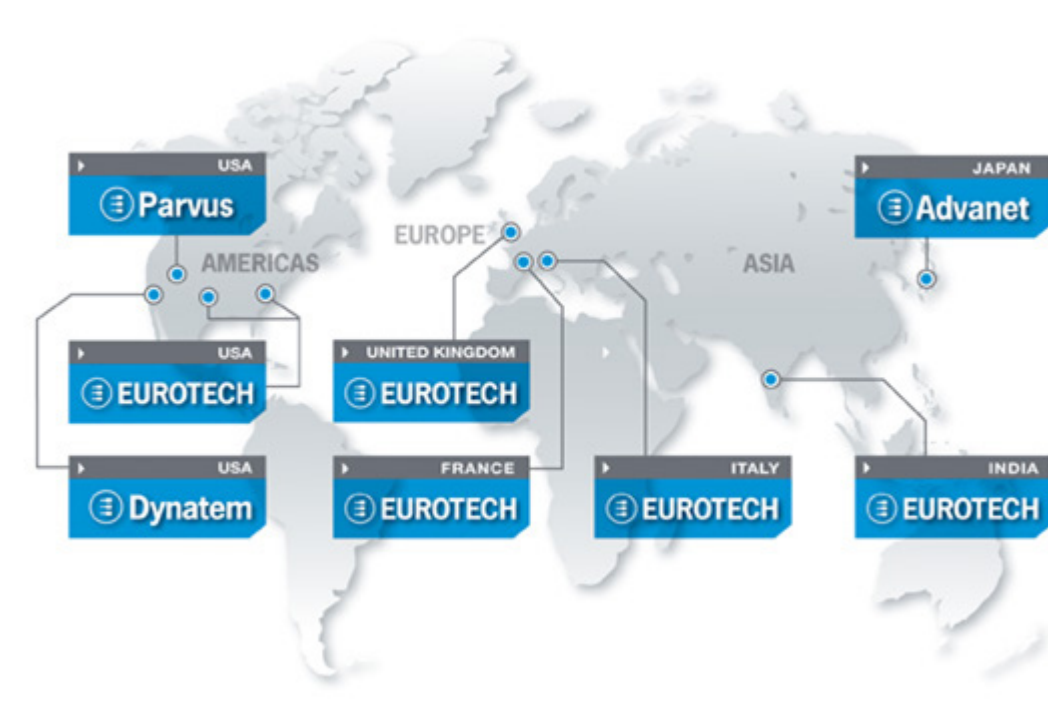 USA
Parvus
JAPAN
Advanet
EUROPE
AMERICAS
ASIA
USA
EUROTECH
UNITED KINGDOM
EUROTECH
USA
Dynatem
FRANCE
EUROTECH
ITALY
EUROTECH
INDIA
EUROTECH